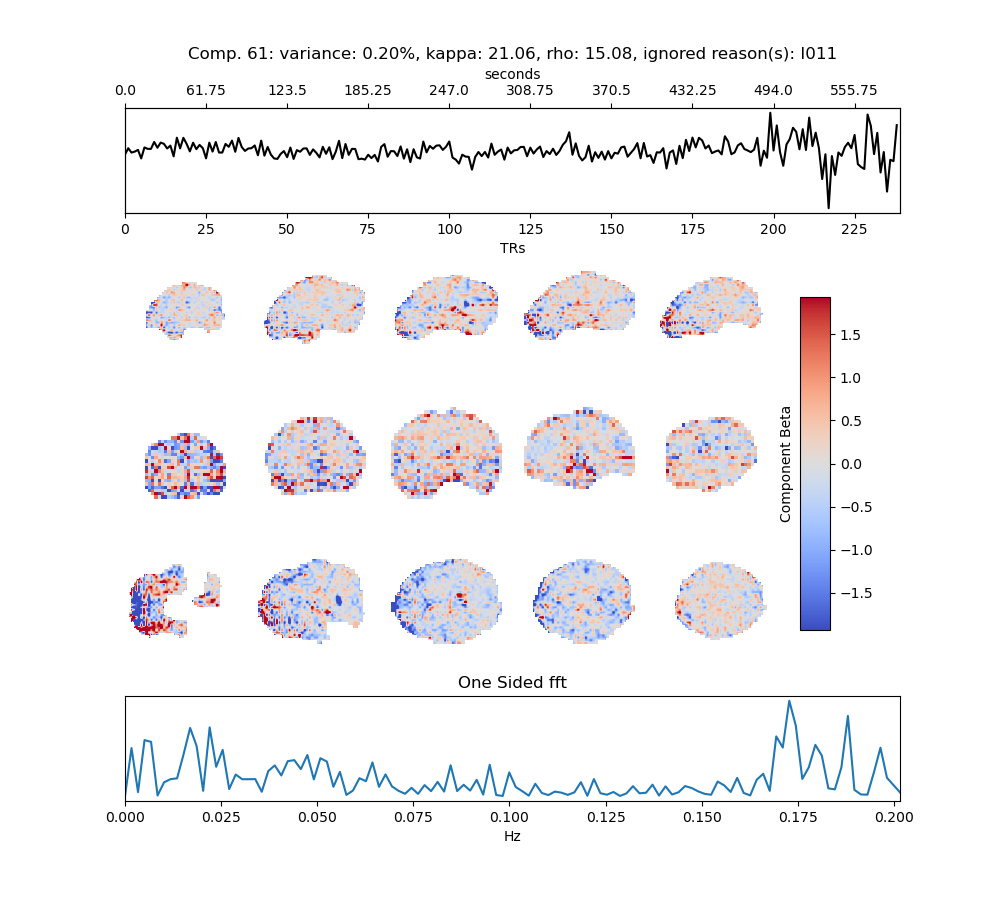 Comp. 61: variance: 0.20%, kappa: 21.06, rho: 15.08, ignored reason(s): I011
seconds
0.0 61.75 123.5 185.25 247.0 308.75 370.5 432.25 494.0 555.75
0 25 50 75 100 125 150 175 200 225
TRs
1.5
1.0
0.5
0.0
−0.5
−1.0
−1.5
Component Beta
One Sided fft
0.000 0.025 0.050 0.075 0.100 0.125 0.150 0.175 0.200
Hz